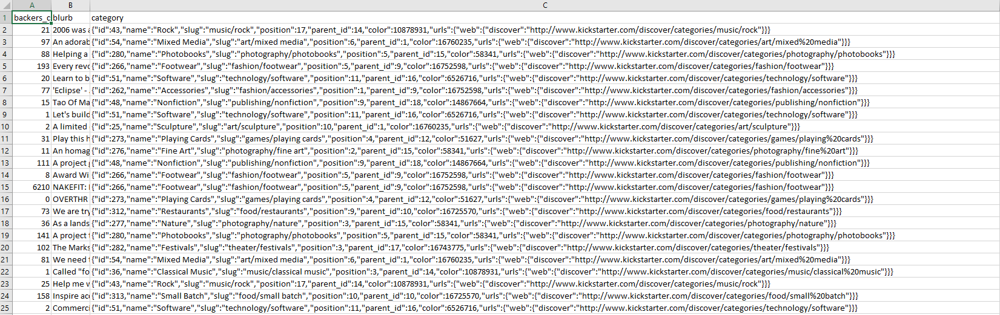 A B C
1 backers_c blurb category
2 21 2006 was a {"id":43,"name":"Rock","slug":"music/rock","position":17,"parent_id":14,"color":10878931,"urls":{"web":{"discover":"http://www.kickstarter.com/discover/categories/music/rock"}}}
3 97 An adorab {"id":54,"name":"Mixed Media","slug":"art/mixed media","position":6,"parent_id":1,"color":16760235,"urls":{"web":{"discover":"http://www.kickstarter.com/discover/categories/art/mixed%20media"}}}
4 88 Helping a {"id":280,"name":"Photobooks","slug":"photography/photobooks","position":5,"parent_id":15,"color":58341,"urls":{"web":{"discover":"http://www.kickstarter.com/discover/categories/photography/photobooks"}}}
5 193 Every revo {"id":266,"name":"Footwear","slug":"fashion/footwear","position":5,"parent_id":9,"color":16752598,"urls":{"web":{"discover":"http://www.kickstarter.com/discover/categories/fashion/footwear"}}}
6 20 Learn to b {"id":51,"name":"Software","slug":"technology/software","position":11,"parent_id":16,"color":6526716,"urls":{"web":{"discover":"http://www.kickstarter.com/discover/categories/technology/software"}}}
7 77 'Eclipse' - {"id":262,"name":"Accessories","slug":"fashion/accessories","position":1,"parent_id":9,"color":16752598,"urls":{"web":{"discover":"http://www.kickstarter.com/discover/categories/fashion/accessories"}}}
8 15 Tao Of Ma {"id":48,"name":"Nonfiction","slug":"publishing/nonfiction","position":9,"parent_id":18,"color":14867664,"urls":{"web":{"discover":"http://www.kickstarter.com/discover/categories/publishing/nonfiction"}}}
9 1 Let's build {"id":51,"name":"Software","slug":"technology/software","position":11,"parent_id":16,"color":6526716,"urls":{"web":{"discover":"http://www.kickstarter.com/discover/categories/technology/software"}}}
10 2 A limited {"id":25,"name":"Sculpture","slug":"art/sculpture","position":10,"parent_id":1,"color":16760235,"urls":{"web":{"discover":"http://www.kickstarter.com/discover/categories/art/sculpture"}}}
11 31 Play this h {"id":273,"name":"Playing Cards","slug":"games/playing cards","position":4,"parent_id":12,"color":51627,"urls":{"web":{"discover":"http://www.kickstarter.com/discover/categories/games/playing%20cards"}}}
12 11 An homag {"id":276,"name":"Fine Art","slug":"photography/fine art","position":2,"parent_id":15,"color":58341,"urls":{"web":{"discover":"http://www.kickstarter.com/discover/categories/photography/fine%20art"}}}
13 111 A project {"id":48,"name":"Nonfiction","slug":"publishing/nonfiction","position":9,"parent_id":18,"color":14867664,"urls":{"web":{"discover":"http://www.kickstarter.com/discover/categories/publishing/nonfiction"}}}
14 8 Award Wi {"id":266,"name":"Footwear","slug":"fashion/footwear","position":5,"parent_id":9,"color":16752598,"urls":{"web":{"discover":"http://www.kickstarter.com/discover/categories/fashion/footwear"}}}
15 6210 NAKEFIT: {"id":266,"name":"Footwear","slug":"fashion/footwear","position":5,"parent_id":9,"color":16752598,"urls":{"web":{"discover":"http://www.kickstarter.com/discover/categories/fashion/footwear"}}}
16 0 OVERTHR {"id":273,"name":"Playing Cards","slug":"games/playing cards","position":4,"parent_id":12,"color":51627,"urls":{"web":{"discover":"http://www.kickstarter.com/discover/categories/games/playing%20cards"}}}
17 73 We are try {"id":312,"name":"Restaurants","slug":"food/restaurants","position":9,"parent_id":10,"color":16725570,"urls":{"web":{"discover":"http://www.kickstarter.com/discover/categories/food/restaurants"}}}
18 36 As a lands {"id":277,"name":"Nature","slug":"photography/nature","position":3,"parent_id":15,"color":58341,"urls":{"web":{"discover":"http://www.kickstarter.com/discover/categories/photography/nature"}}}
19 141 A project t {"id":280,"name":"Photobooks","slug":"photography/photobooks","position":5,"parent_id":15,"color":58341,"urls":{"web":{"discover":"http://www.kickstarter.com/discover/categories/photography/photobooks"}}}
20 102 The Marks {"id":282,"name":"Festivals","slug":"theater/festivals","position":3,"parent_id":17,"color":16743775,"urls":{"web":{"discover":"http://www.kickstarter.com/discover/categories/theater/festivals"}}}
21 81 We need t {"id":54,"name":"Mixed Media","slug":"art/mixed media","position":6,"parent_id":1,"color":16760235,"urls":{"web":{"discover":"http://www.kickstarter.com/discover/categories/art/mixed%20media"}}}
22 1 Called "fo {"id":36,"name":"Classical Music","slug":"music/classical music","position":3,"parent_id":14,"color":10878931,"urls":{"web":{"discover":"http://www.kickstarter.com/discover/categories/music/classical%20music"}}}
23 25 Help me w {"id":43,"name":"Rock","slug":"music/rock","position":17,"parent_id":14,"color":10878931,"urls":{"web":{"discover":"http://www.kickstarter.com/discover/categories/music/rock"}}}
24 158 Inspire acc {"id":313,"name":"Small Batch","slug":"food/small batch","position":10,"parent_id":10,"color":16725570,"urls":{"web":{"discover":"http://www.kickstarter.com/discover/categories/food/small%20batch"}}}
25 2 Commerci {"id":51,"name":"Software","slug":"technology/software","position":11,"parent_id":16,"color":6526716,"urls":{"web":{"discover":"http://www.kickstarter.com/discover/categories/technology/software"}}}